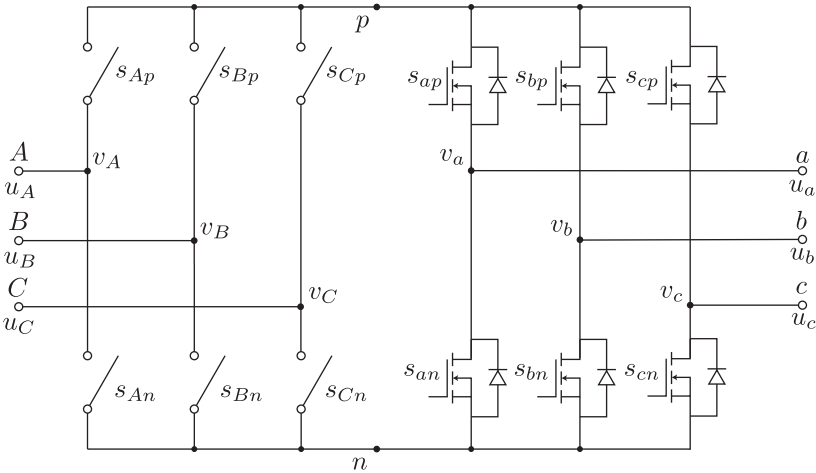 p
s_Ap s_Bp s_Cp s_ap s_bp s_cp
A v_A v_a a
u_A u_a
B v_B v_b b
u_B u_b
C v_C v_c c
u_C u_c
s_An s_Bn s_Cn s_an s_bn s_cn
n